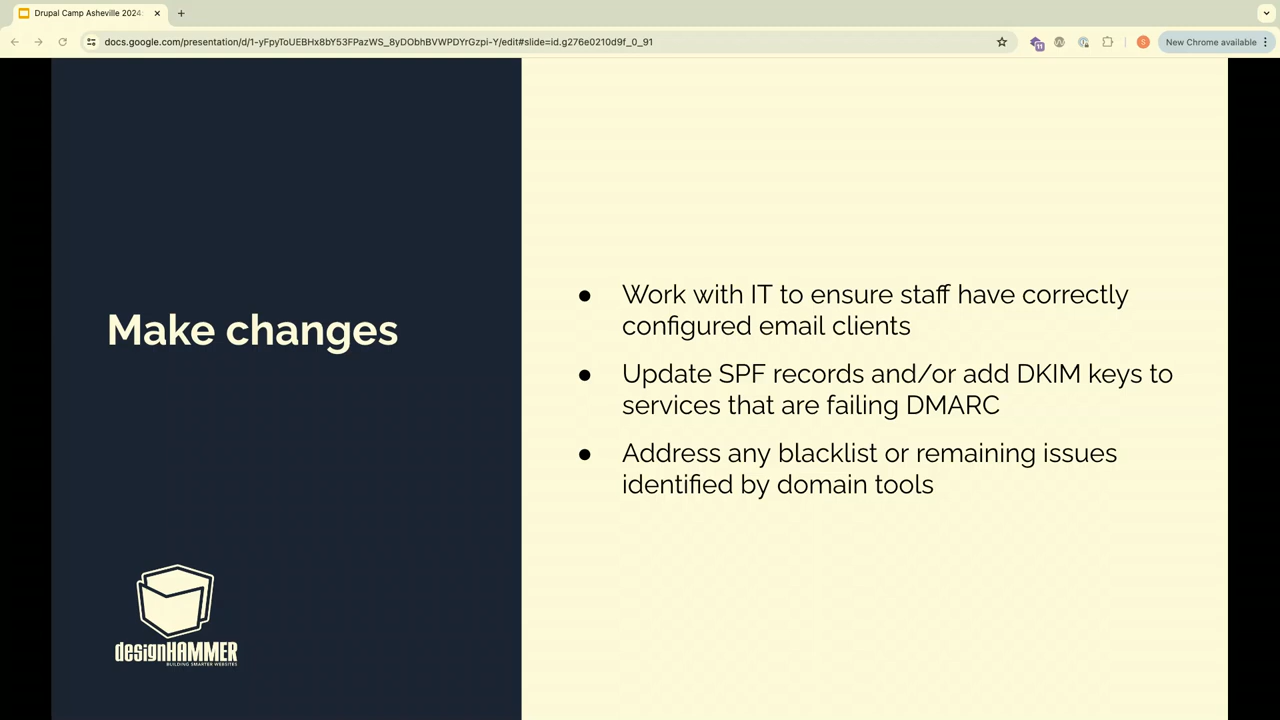 Drupal Camp Asheville 2024:
docs.google.com/presentation/d/1-yFpyToUEBHx8bY53FPazWS_8yDObhBVWPDYrGzpi-Y/edit#slide=id.g276e0210d9f_0_91
11
S
New Chrome available
Make changes
● Work with IT to ensure staff have correctly
configured email clients
● Update SPF records and/or add DKIM keys to
services that are failing DMARC
● Address any blacklist or remaining issues
identified by domain tools
designHAMMER
BUILDING SMARTER WEBSITES